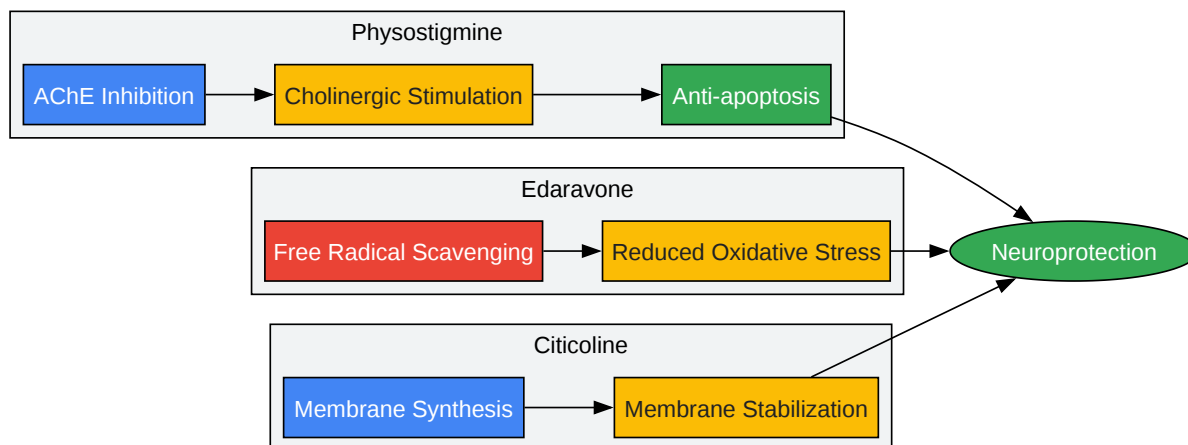 Physostigmine
AChE Inhibition
Cholinergic Stimulation
Anti-apoptosis
Edaravone
Free Radical Scavenging
Reduced Oxidative Stress
Neuroprotection
Citicoline
Membrane Synthesis
Membrane Stabilization